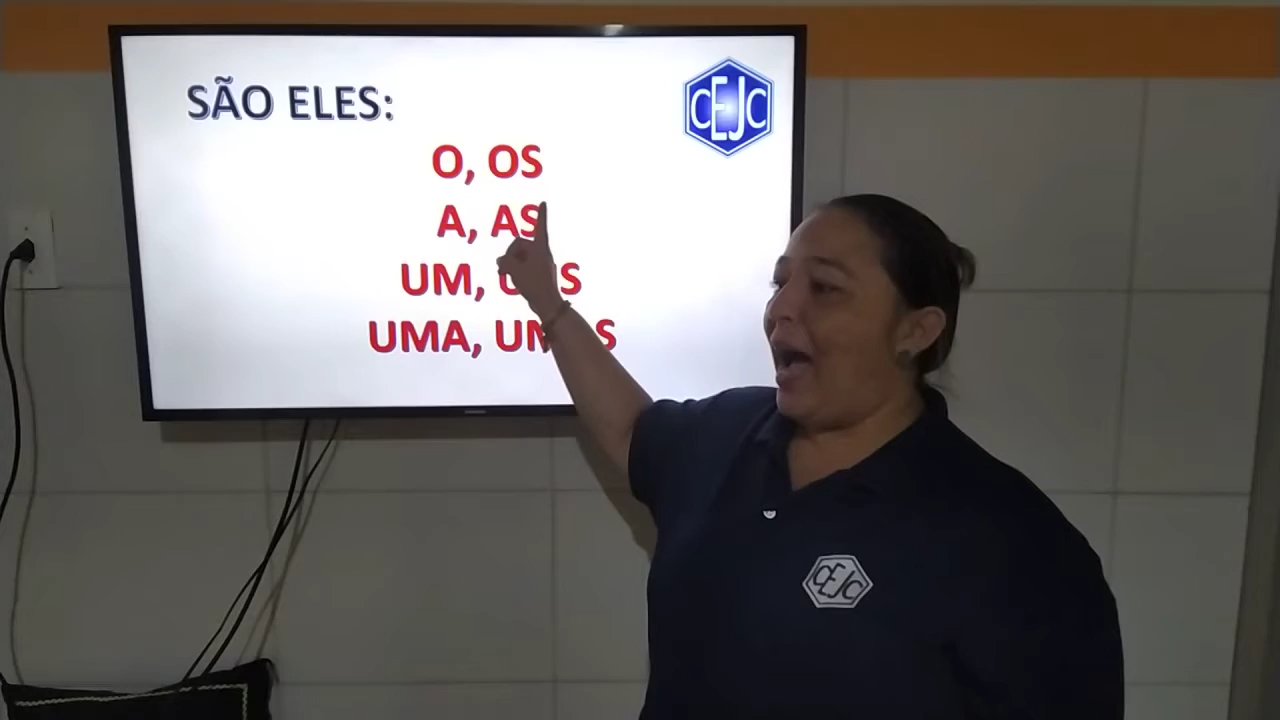 SÃO ELES:
CEJC
O, OS
A, AS
UM,
UMA,
CEJC